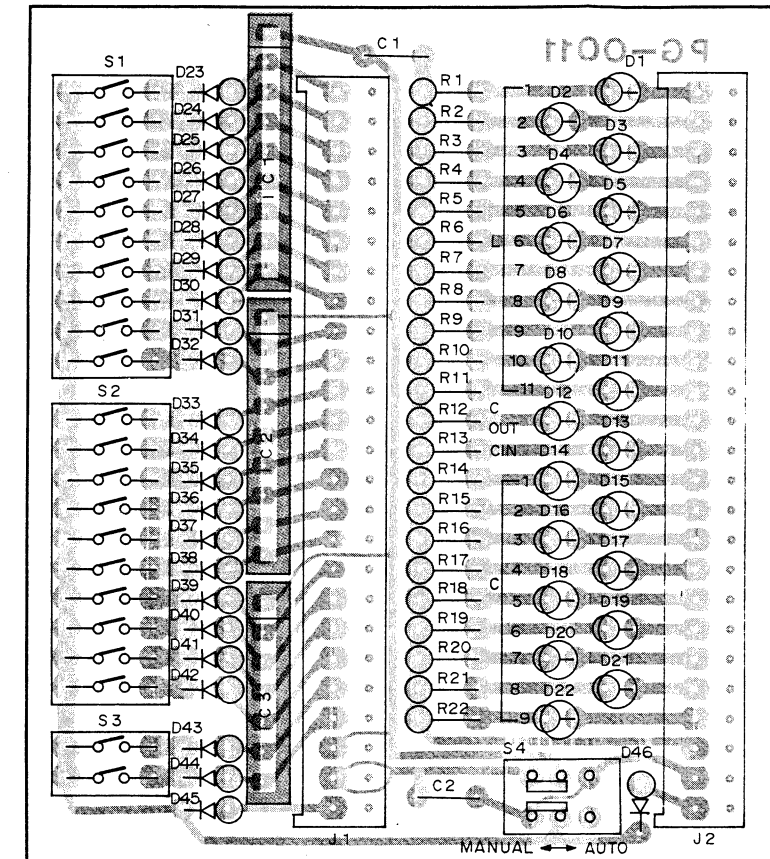 PG-0011
S1
D23
D24
D25
D26
D27
D28
D29
D30
D31
D32
S2
D33
D34
D35
D36
D37
D38
D39
D40
D41
D42
S3
D43
D44
D45
IC1
IC2
IC3
J1
C1
R1
R2
R3
R4
R5
R6
R7
R8
R9
R10
R11
R12
R13
R14
R15
R16
R17
R18
R19
R20
R21
R22
D
1
2
3
4
5
6
7
8
9
10
11
C
OUT
CIN
C
1
2
3
4
5
6
7
8
9
D1
D2
D3
D4
D5
D6
D7
D8
D9
D10
D11
D12
D13
D14
D15
D16
D17
D18
D19
D20
D21
D22
S4
D46
C2
MANUAL ↔ AUTO
J2